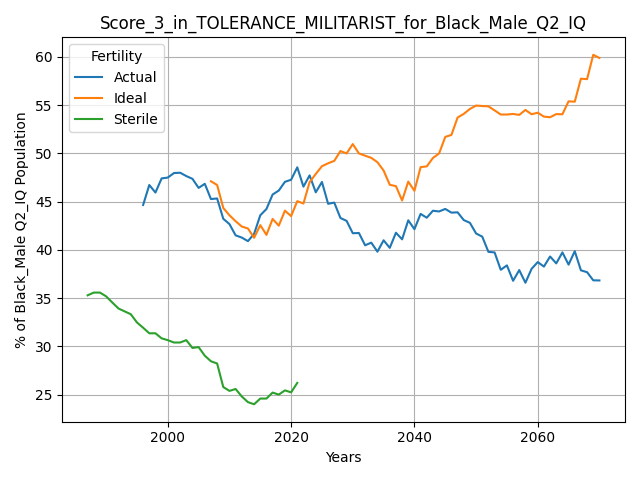 Score_3_in_TOLERANCE_MILITARIST_for_Black_Male_Q2_IQ
Fertility
Actual
Ideal
Sterile
% of Black_Male Q2_IQ Population
60
55
50
45
40
35
30
25
2000
2020
2040
2060
Years